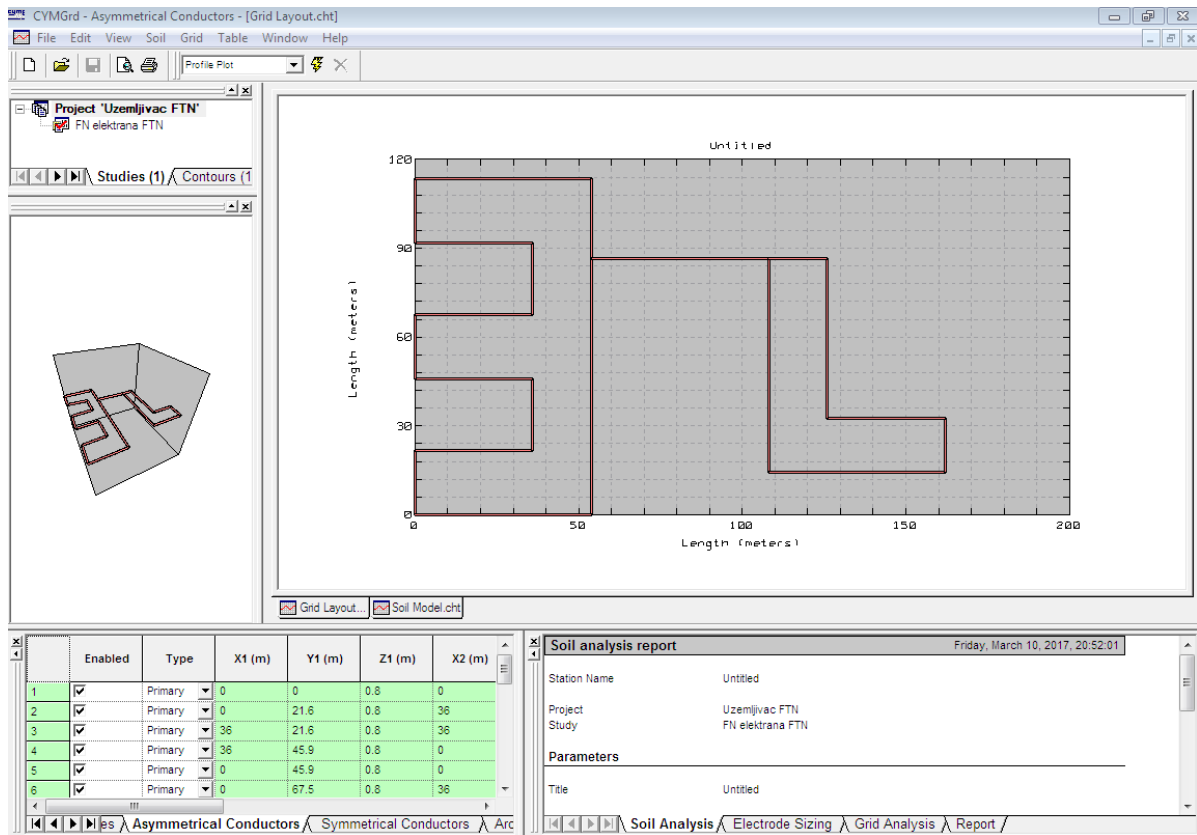 CYMGrd - Asymmetrical Conductors - [Grid Layout.cht]
File Edit View Soil Grid Table Window Help
Profile Plot
Project 'Uzemljivac FTN'
FN elektrana FTN
Studies (1) Contours (1
Untitled
120
90
60
30
0
Length (meters)
0 50 100 150 200
Length (meters)
Grid Layout... Soil Model.cht
Enabled Type X1 (m) Y1 (m) Z1 (m) X2 (m)
1 Primary 0 0 0.8 0
2 Primary 0 21.6 0.8 36
3 Primary 36 21.6 0.8 36
4 Primary 36 45.9 0.8 0
5 Primary 0 45.9 0.8 0
6 Primary 0 67.5 0.8 36
es Asymmetrical Conductors Symmetrical Conductors Arc
Soil analysis report Friday, March 10, 2017, 20:52:01
Station Name Untitled
Project Uzemljivac FTN
Study FN elektrana FTN
Parameters
Title Untitled
Soil Analysis Electrode Sizing Grid Analysis Report